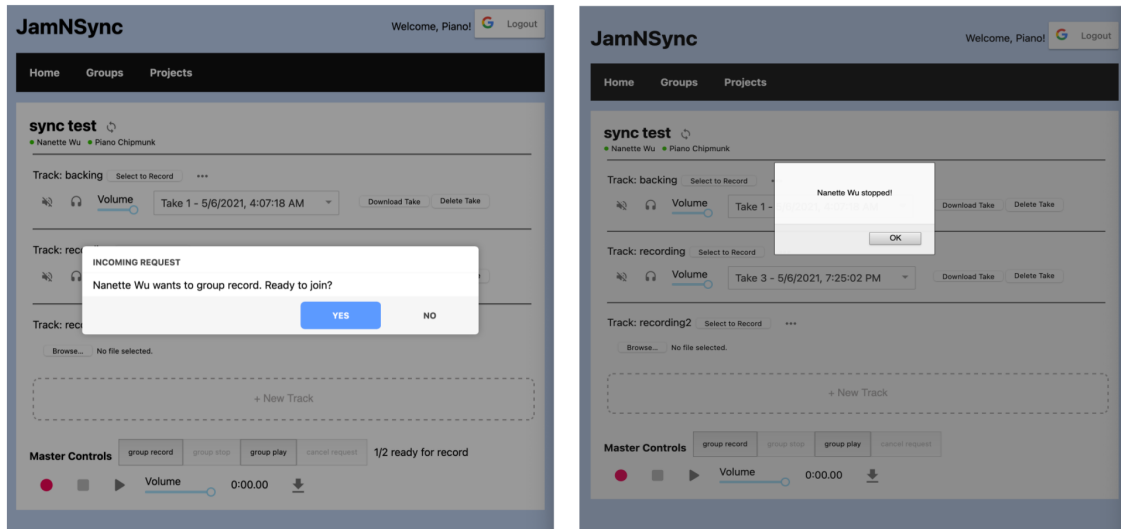 JamNSync
Welcome, Piano!
Logout
Home Groups Projects
sync test
Nanette Wu Piano Chipmunk
Track: backing Select to Record
Volume Take 1 - 5/6/2021, 4:07:18 AM Download Take Delete Take
Track:
INCOMING REQUEST
Nanette Wu wants to group record. Ready to join?
YES NO
Track:
Browse... No file selected.
+ New Track
Master Controls group record group stop group play cancel request 1/2 ready for record
Volume 0:00.00
JamNSync
Welcome, Piano!
Logout
Home Groups Projects
sync test
Nanette Wu Piano Chipmunk
Track: backing Select to Record
Nanette Wu stopped!
OK
Volume Take 1 - Download Take Delete Take
Track: recording Select to Record
Volume Take 3 - 5/6/2021, 7:25:02 PM Download Take Delete Take
Track: recording2 Select to Record
Browse... No file selected.
+ New Track
Master Controls group record group stop group play cancel request
Volume 0:00.00